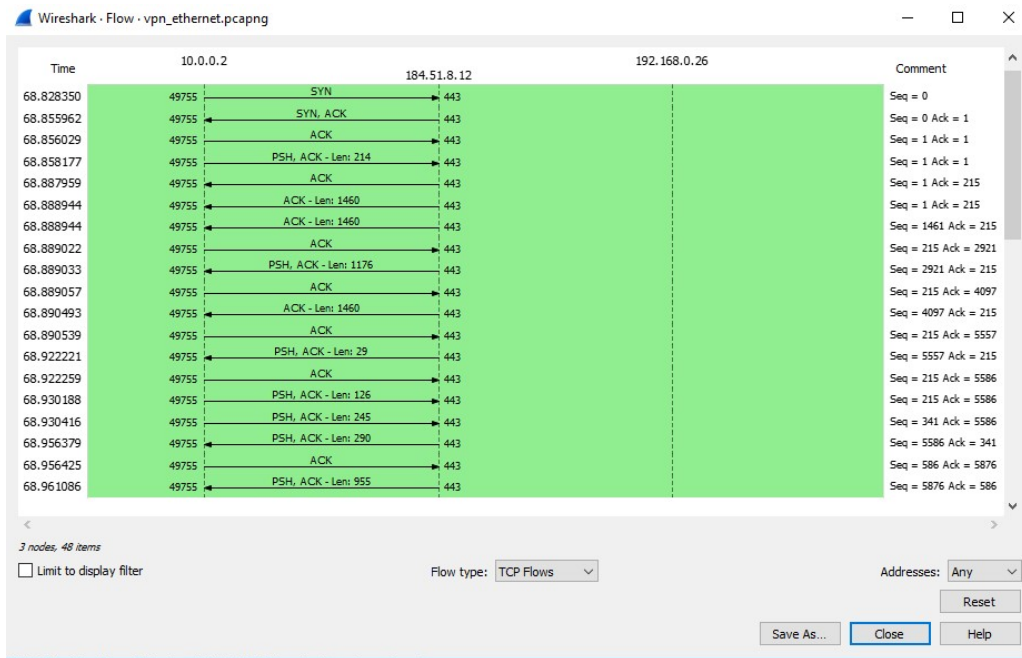 Wireshark · Flow · vpn_ethernet.pcapng
Time 10.0.0.2 184.51.8.12 192.168.0.26 Comment
68.828350 49755 SYN 443 Seq = 0
68.855962 49755 SYN, ACK 443 Seq = 0 Ack = 1
68.856029 49755 ACK 443 Seq = 1 Ack = 1
68.858177 49755 PSH, ACK - Len: 214 443 Seq = 1 Ack = 1
68.887959 49755 ACK 443 Seq = 1 Ack = 215
68.888944 49755 ACK - Len: 1460 443 Seq = 1 Ack = 215
68.888944 49755 ACK - Len: 1460 443 Seq = 1461 Ack = 215
68.889022 49755 ACK 443 Seq = 215 Ack = 2921
68.889033 49755 PSH, ACK - Len: 1176 443 Seq = 2921 Ack = 215
68.889057 49755 ACK 443 Seq = 215 Ack = 4097
68.890493 49755 ACK - Len: 1460 443 Seq = 4097 Ack = 215
68.890539 49755 ACK 443 Seq = 215 Ack = 5557
68.922221 49755 PSH, ACK - Len: 29 443 Seq = 5557 Ack = 215
68.922259 49755 ACK 443 Seq = 215 Ack = 5586
68.930188 49755 PSH, ACK - Len: 126 443 Seq = 215 Ack = 5586
68.930416 49755 PSH, ACK - Len: 245 443 Seq = 341 Ack = 5586
68.956379 49755 PSH, ACK - Len: 290 443 Seq = 5586 Ack = 341
68.956425 49755 ACK 443 Seq = 586 Ack = 5876
68.961086 49755 PSH, ACK - Len: 955 443 Seq = 5876 Ack = 586
3 nodes, 48 items
Limit to display filter Flow type: TCP Flows Addresses: Any
Reset
Save As... Close Help